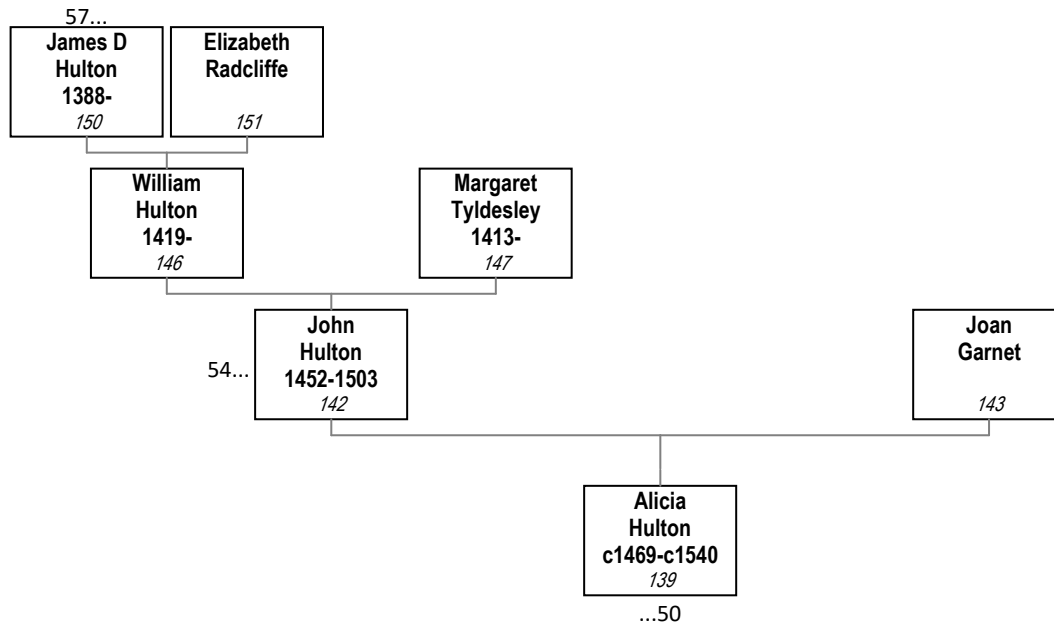 57...
James D
Hulton
1388-
150
Elizabeth
Radcliffe
151
William
Hulton
1419-
146
Margaret
Tyldesley
1413-
147
54...
John
Hulton
1452-1503
142
Joan
Garnet
143
Alicia
Hulton
c1469-c1540
139
...50